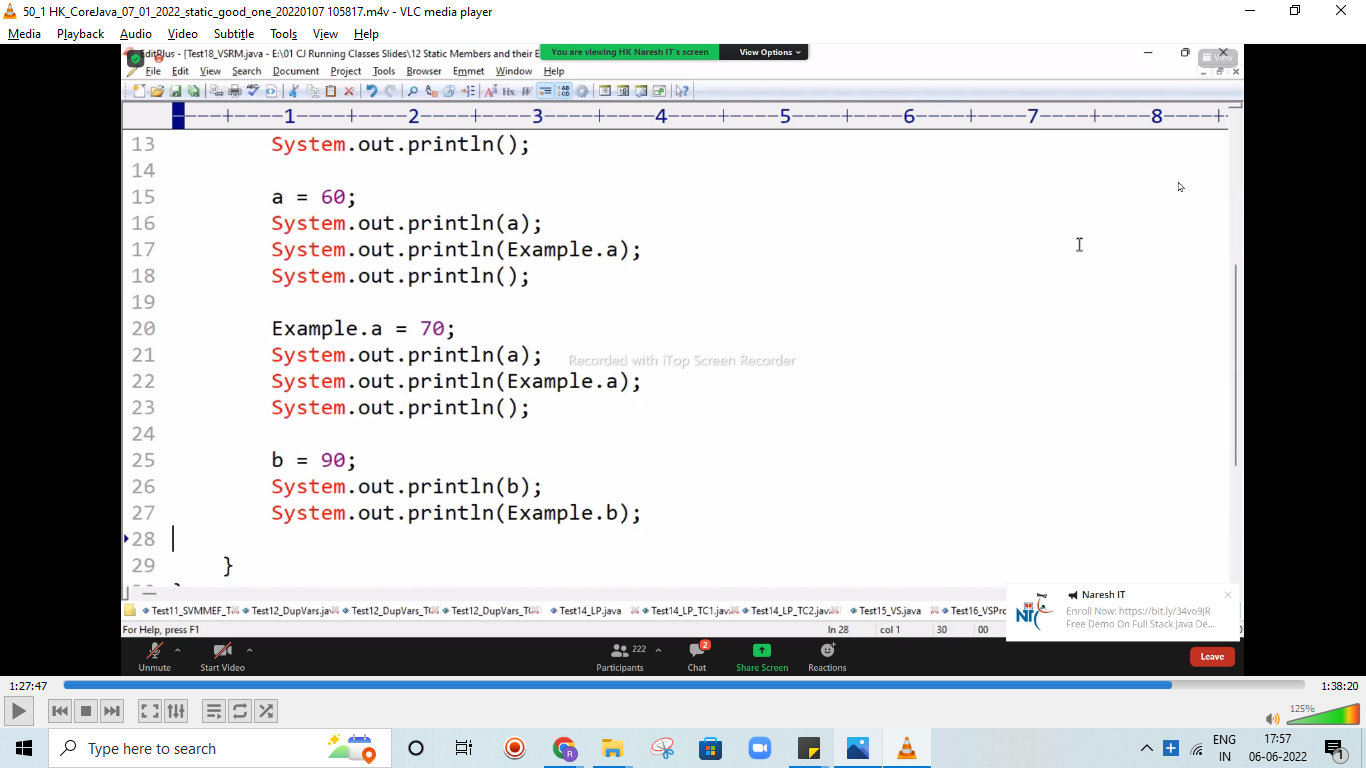 50_1 HK_CoreJava_07_01_2022_static_good_one_20220107 105817.m4v - VLC media player
Media Playback Audio Video Subtitle Tools View Help
EditPlus - [Test18_VSRM.java - E:\01 CJ Running Classes Slides\12 Static Members and their E
You are viewing HK Naresh IT's screen View Options
View
File Edit View Search Document Project Tools Browser Emmet Window Help
----+----1----+----2----+----3----+----4----+----5----+----6----+----7----+----8----+-
13 System.out.println();
14
15 a = 60;
16 System.out.println(a);
17 System.out.println(Example.a);
18 System.out.println();
19
20 Example.a = 70;
21 System.out.println(a);
Recorded with iTop Screen Recorder
22 System.out.println(Example.a);
23 System.out.println();
24
25 b = 90;
26 System.out.println(b);
27 System.out.println(Example.b);
28
29 }
Naresh IT
Enroll Now: https://bit.ly/34vo9JR
Free Demo On Full Stack Java De...
Test11_SVMMEF_T Test12_DupVars.jav Test12_DupVars_T Test12_DupVars_T Test14_LP.java Test14_LP_TC1.java Test14_LP_TC2.java Test15_VS.java Test16_VSPro
For Help, press F1 ln 28 col 1 30 00
222
2
Unmute Start Video Participants Chat Share Screen Reactions Leave
1:27:47 1:38:20
125%
Type here to search
ENG
IN
17:57
06-06-2022
1